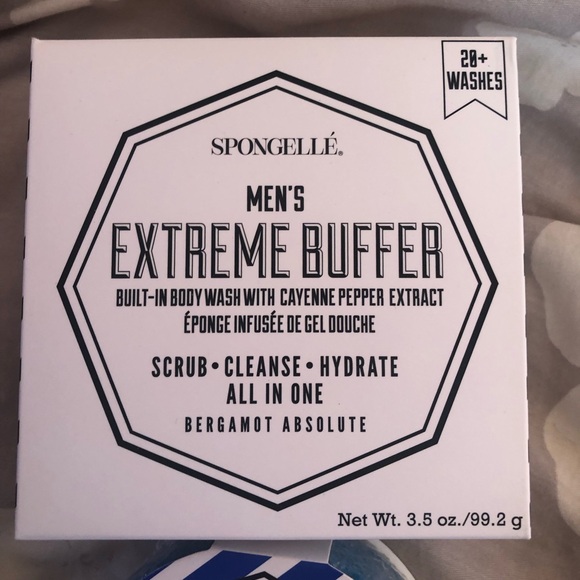 20+
WASHES
SPONGELLÉ®
MEN'S
EXTREME BUFFER
BUILT-IN BODY WASH WITH CAYENNE PEPPER EXTRACT
ÉPONGE INFUSÉE DE GEL DOUCHE
SCRUB • CLEANSE • HYDRATE
ALL IN ONE
BERGAMOT ABSOLUTE
Net Wt. 3.5 oz./99.2 g